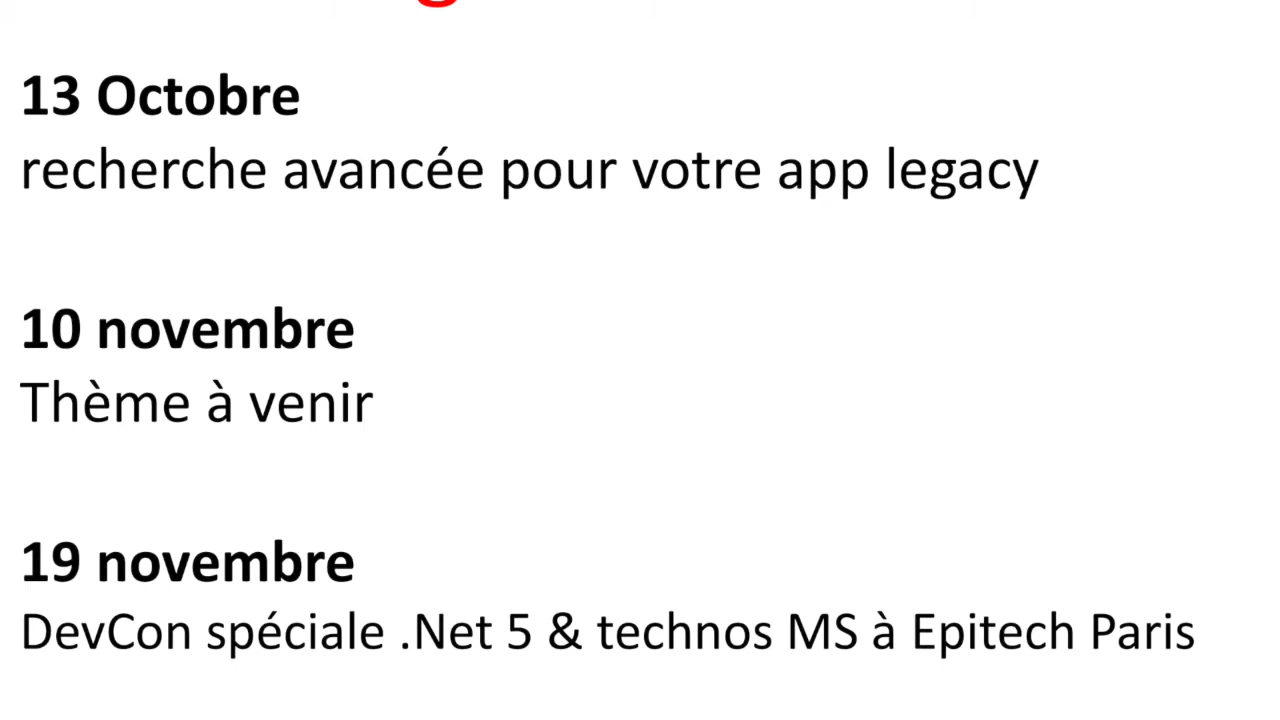 13 Octobre
recherche avancée pour votre app legacy
10 novembre
Thème à venir
19 novembre
DevCon spéciale .Net 5 & technos MS à Epitech Paris